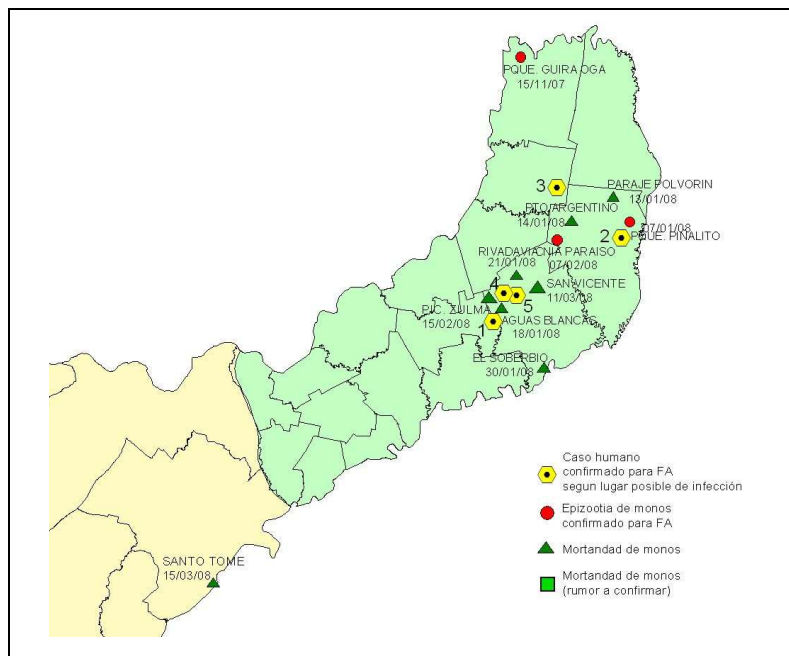 PQUE. GUIRA OGA
15/11/07
3
PARAJE POLVORIN
13/01/08
PTO ARGENTINO
14/01/08
07/01/08
2
PQUE. PIÑALITO
RIVADAVIA
21/01/08
CNIA PARAISO
07/02/08
4
SAN VICENTE
11/03/08
5
PIC. ZULMA
15/02/08
1
AGUAS BLANCAS
18/01/08
EL SOBERBIO
30/01/08
Caso humano
confirmado para FA
segun lugar posible de infección
Epizootia de monos
confirmado para FA
Mortandad de monos
Mortandad de monos
(rumor a confirmar)
SANTO TOME
15/03/08